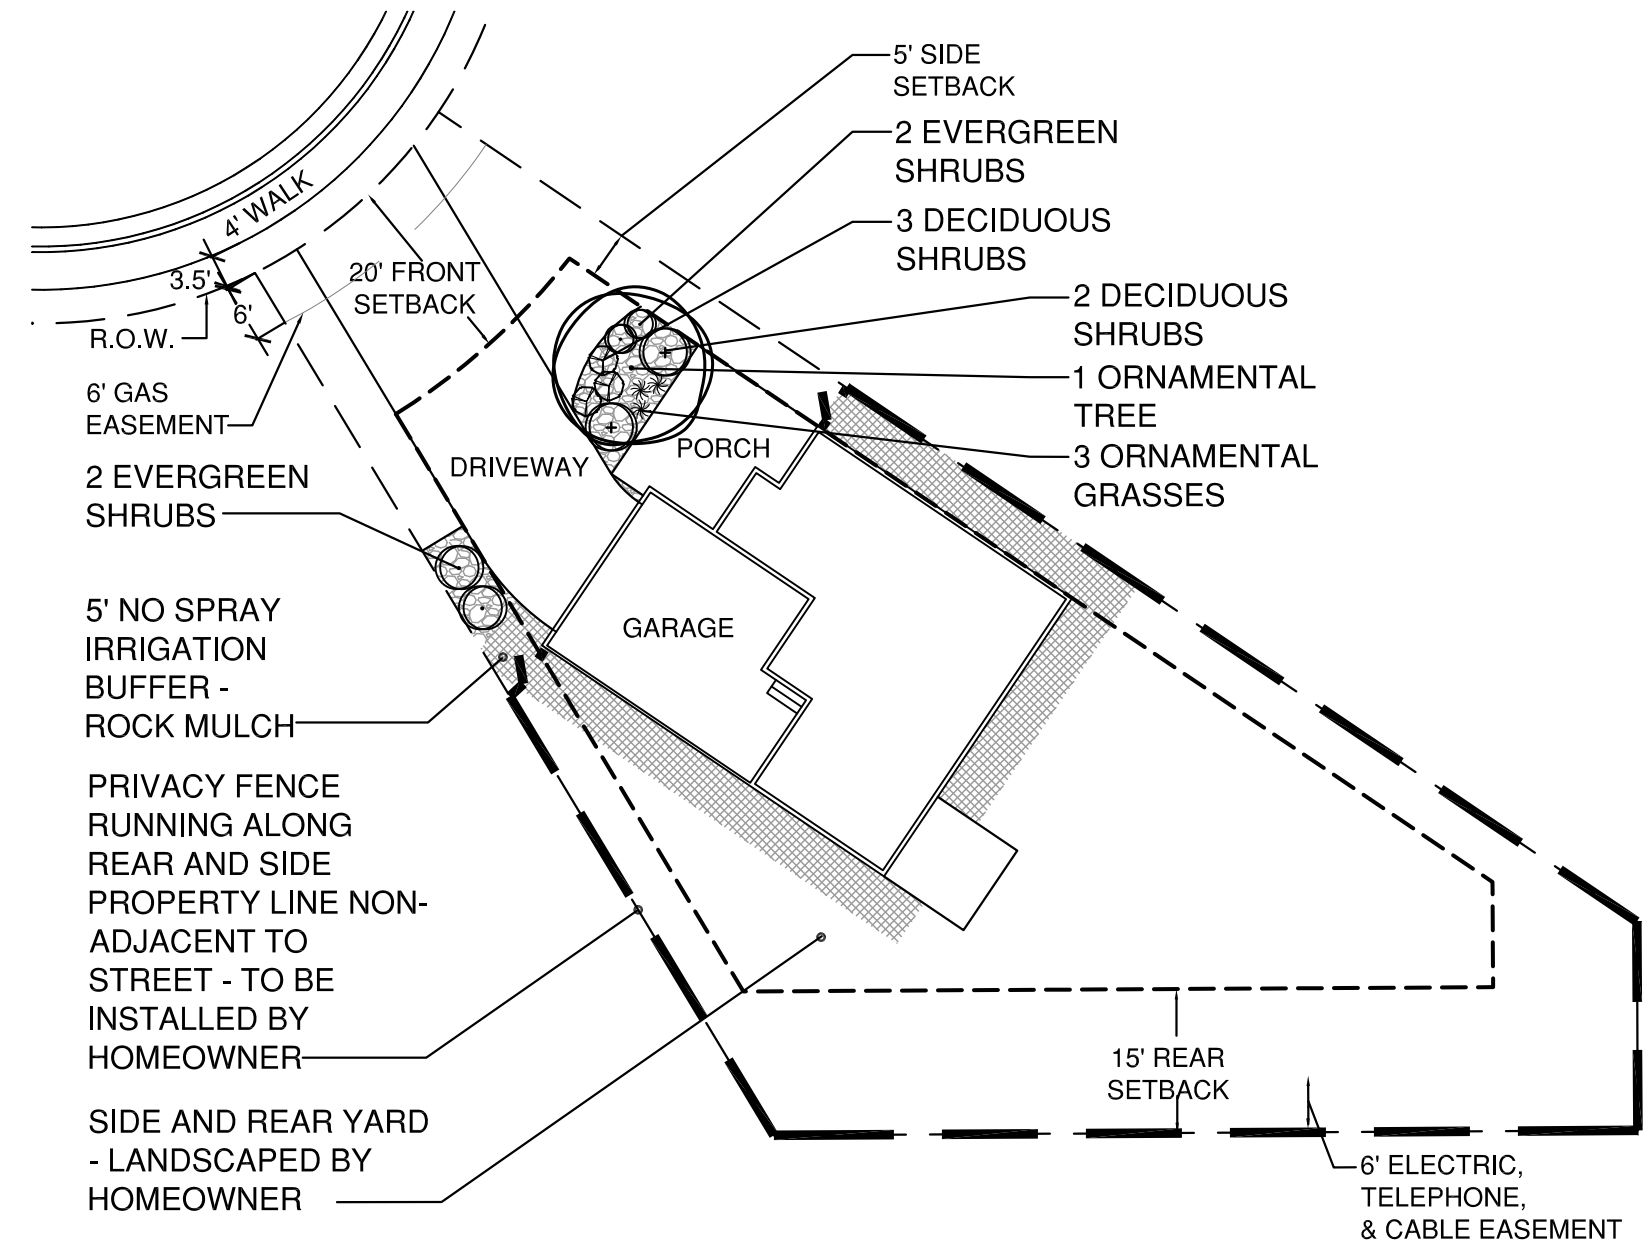 5' SIDE
SETBACK
2 EVERGREEN
SHRUBS
3 DECIDUOUS
SHRUBS
2 DECIDUOUS
SHRUBS
1 ORNAMENTAL
TREE
3 ORNAMENTAL
GRASSES
4' WALK
3.5'
6'
R.O.W.
20' FRONT
SETBACK
6' GAS
EASEMENT
2 EVERGREEN
SHRUBS
DRIVEWAY
PORCH
GARAGE
5' NO SPRAY
IRRIGATION
BUFFER -
ROCK MULCH
PRIVACY FENCE
RUNNING ALONG
REAR AND SIDE
PROPERTY LINE NON-
ADJACENT TO
STREET - TO BE
INSTALLED BY
HOMEOWNER
SIDE AND REAR YARD
- LANDSCAPED BY
HOMEOWNER
15' REAR
SETBACK
6' ELECTRIC,
TELEPHONE,
& CABLE EASEMENT